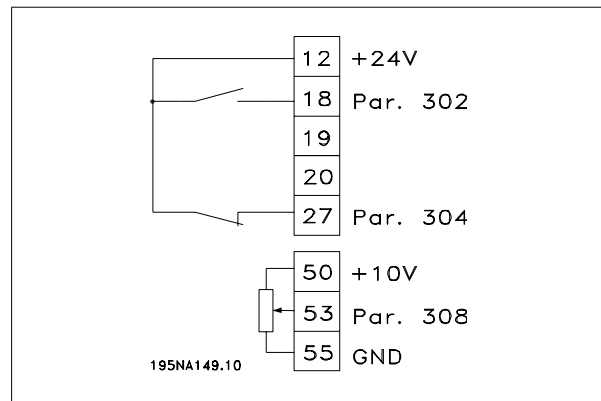 12 +24V
18 Par. 302
19
20
27 Par. 304
50 +10V
53 Par. 308
55 GND
195NA149.10